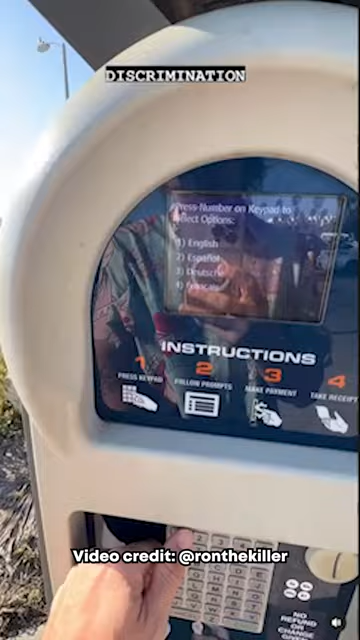 DISCRIMINATION
Press Number on Keypad to
Select Options:
1) English
2) Español
3) Deutsche
4) Français
INSTRUCTIONS
1
2
3
4
PRESS KEYPAD
FOLLOW PROMPTS
MAKE PAYMENT
TAKE RECEIPT
Video credit: @ronthekiller
NO
REFUND
OR
CHANGE